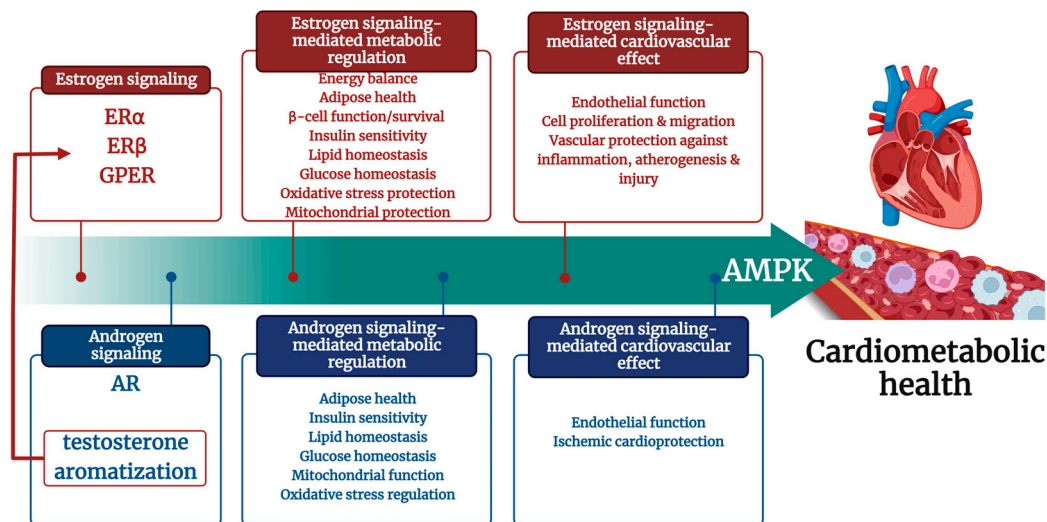 Estrogen signaling
ERα
ERβ
GPER
Estrogen signaling-
mediated metabolic
regulation
Energy balance
Adipose health
β-cell function/survival
Insulin sensitivity
Lipid homeostasis
Glucose homeostasis
Oxidative stress protection
Mitochondrial protection
Estrogen signaling-
mediated cardiovascular
effect
Endothelial function
Cell proliferation & migration
Vascular protection against
inflammation, atherogenesis &
injury
AMPK
Cardiometabolic
health
Androgen
signaling
AR
testosterone
aromatization
Androgen signaling-
mediated metabolic
regulation
Adipose health
Insulin sensitivity
Lipid homeostasis
Glucose homeostasis
Mitochondrial function
Oxidative stress regulation
Androgen signaling-
mediated cardiovascular
effect
Endothelial function
Ischemic cardioprotection